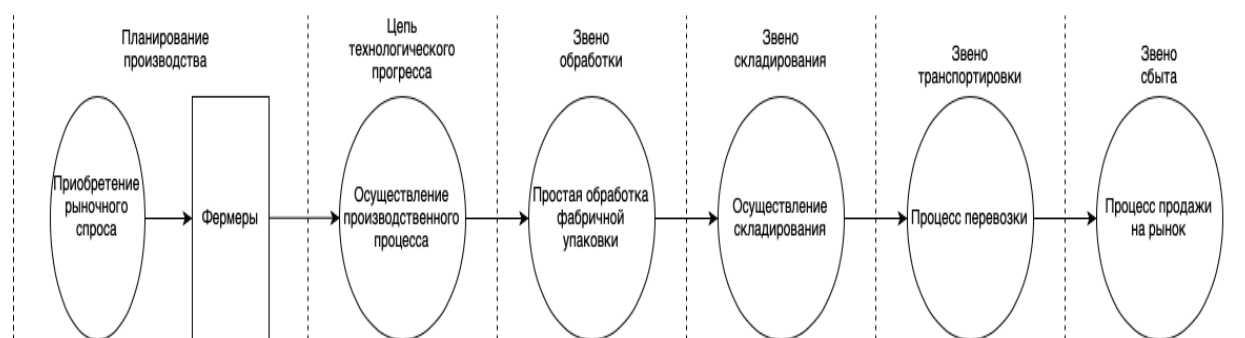 Планирование
производства
Цепь
технологического
прогресса
Звено
обработки
Звено
складирования
Звено
транспортировки
Звено
сбыта
Приобретение
рыночного
спроса
Фермеры
Осуществление
производственного
процесса
Простая обработка
фабричной
упаковки
Осуществление
складирования
Процесс перевозки
Процесс продажи
на рынок